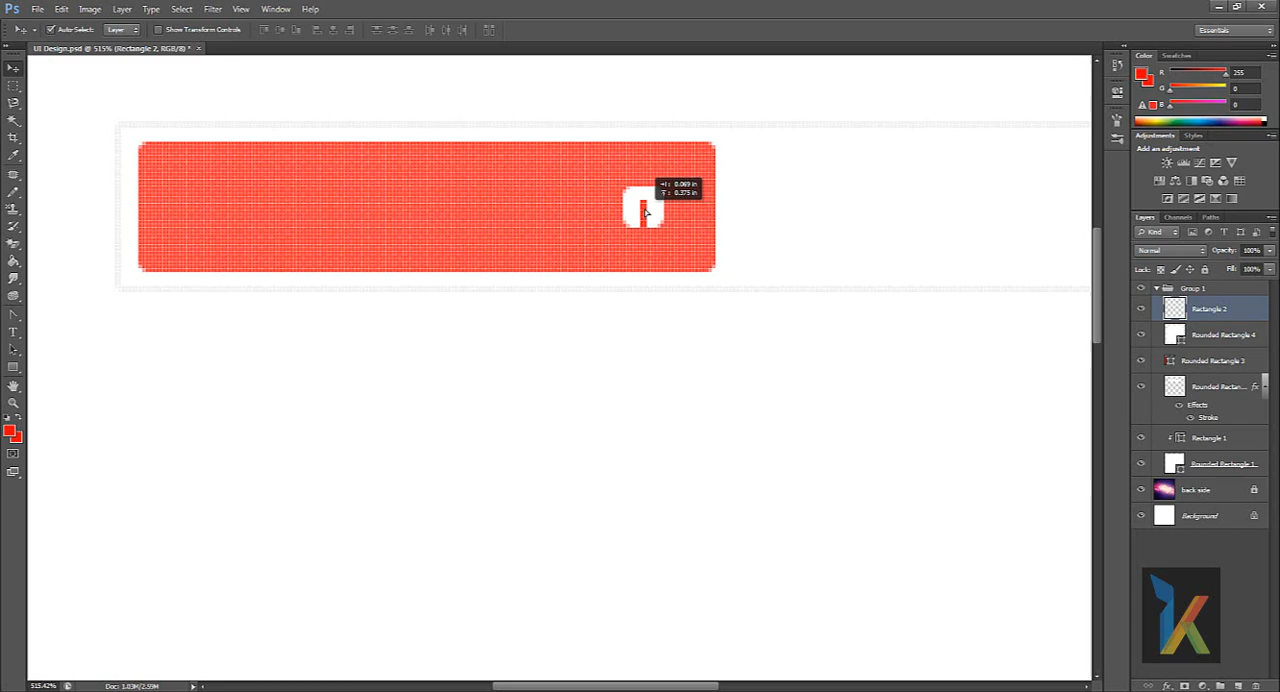 Ps File Edit Image Layer Type Select Filter View Window Help
Auto-Select: Layer Show Transform Controls Essentials
UI Design.psd @ 515% (Rectangle 2, RGB/8) * ×
Color Swatches
R 255
G 0
B 0
Adjustments Styles
Add an adjustment
Layers Channels Paths
Kind
Normal Opacity: 100%
Lock: Fill: 100%
Group 1
Rectangle 2
Rounded Rectangle 4
Rounded Rectangle 3
Rounded Rectan... fx
Effects
Stroke
Rectangle 1
Rounded Rectangle 1
back side
Background
→: 0.069 in
0.375 in
515.42% Doc: 1.03M/2.59M